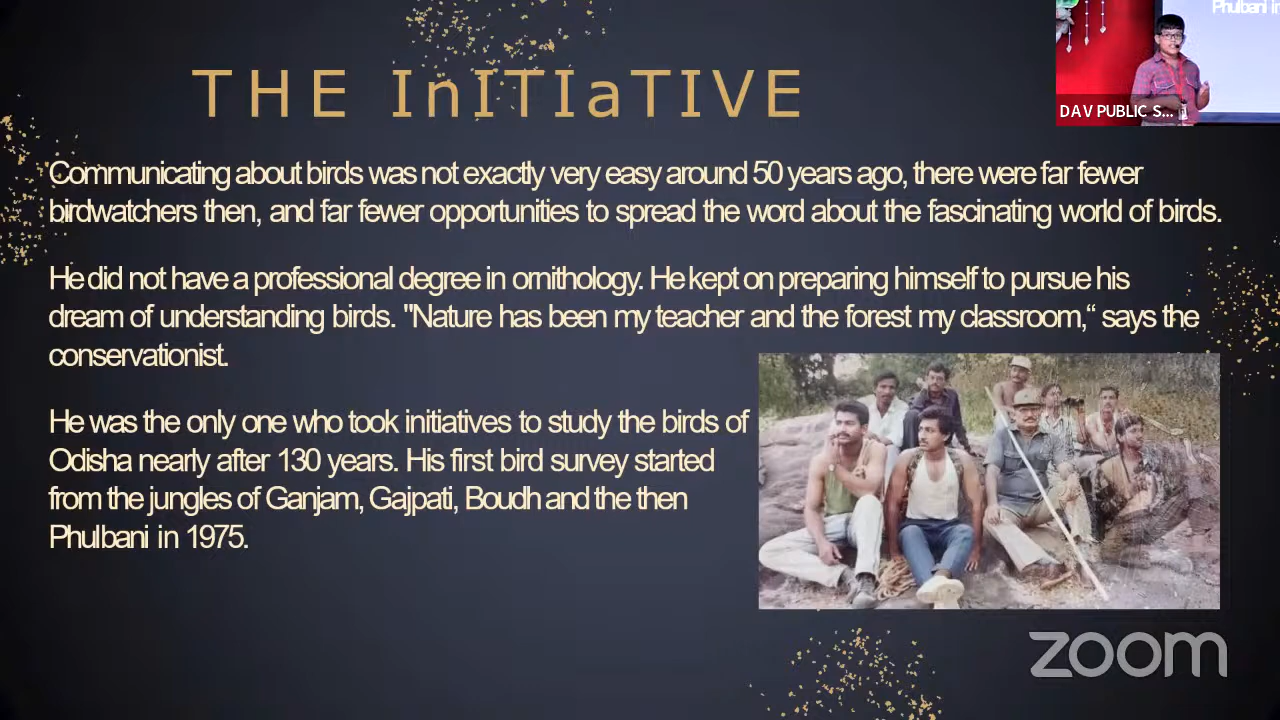 THE InITIaTIVE
Phulbani in
DAV PUBLIC S...
Communicating about birds was not exactly very easy around 50 years ago, there were far fewer
birdwatchers then, and far fewer opportunities to spread the word about the fascinating world of birds.
He did not have a professional degree in ornithology. He kept on preparing himself to pursue his
dream of understanding birds. "Nature has been my teacher and the forest my classroom,“ says the
conservationist.
He was the only one who took initiatives to study the birds of
Odisha nearly after 130 years. His first bird survey started
from the jungles of Ganjam, Gajpati, Boudh and the then
Phulbani in 1975.
zoom